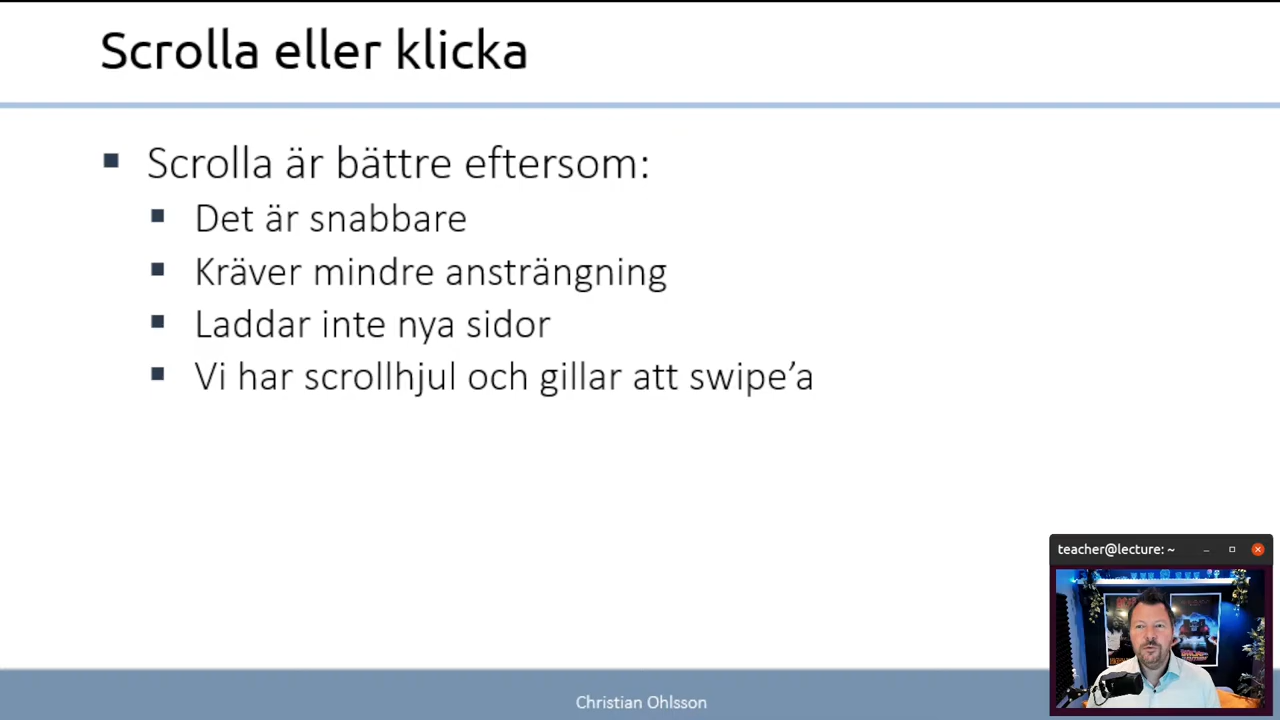 Scrolla eller klicka
Scrolla är bättre eftersom:
Det är snabbare
Kräver mindre ansträngning
Laddar inte nya sidor
Vi har scrollhjul och gillar att swipe’a
teacher@lecture: ~
Christian Ohlsson